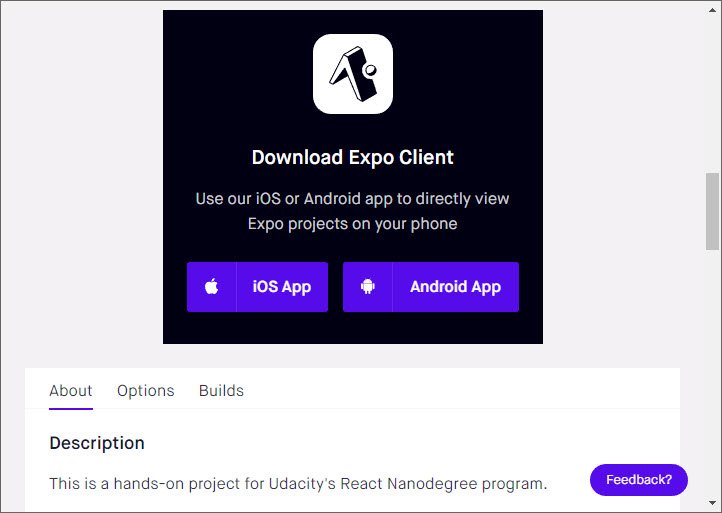 Download Expo Client
Use our iOS or Android app to directly view
Expo projects on your phone
iOS App
Android App
About
Options
Builds
Description
This is a hands-on project for Udacity's React Nanodegree program.
Feedback?